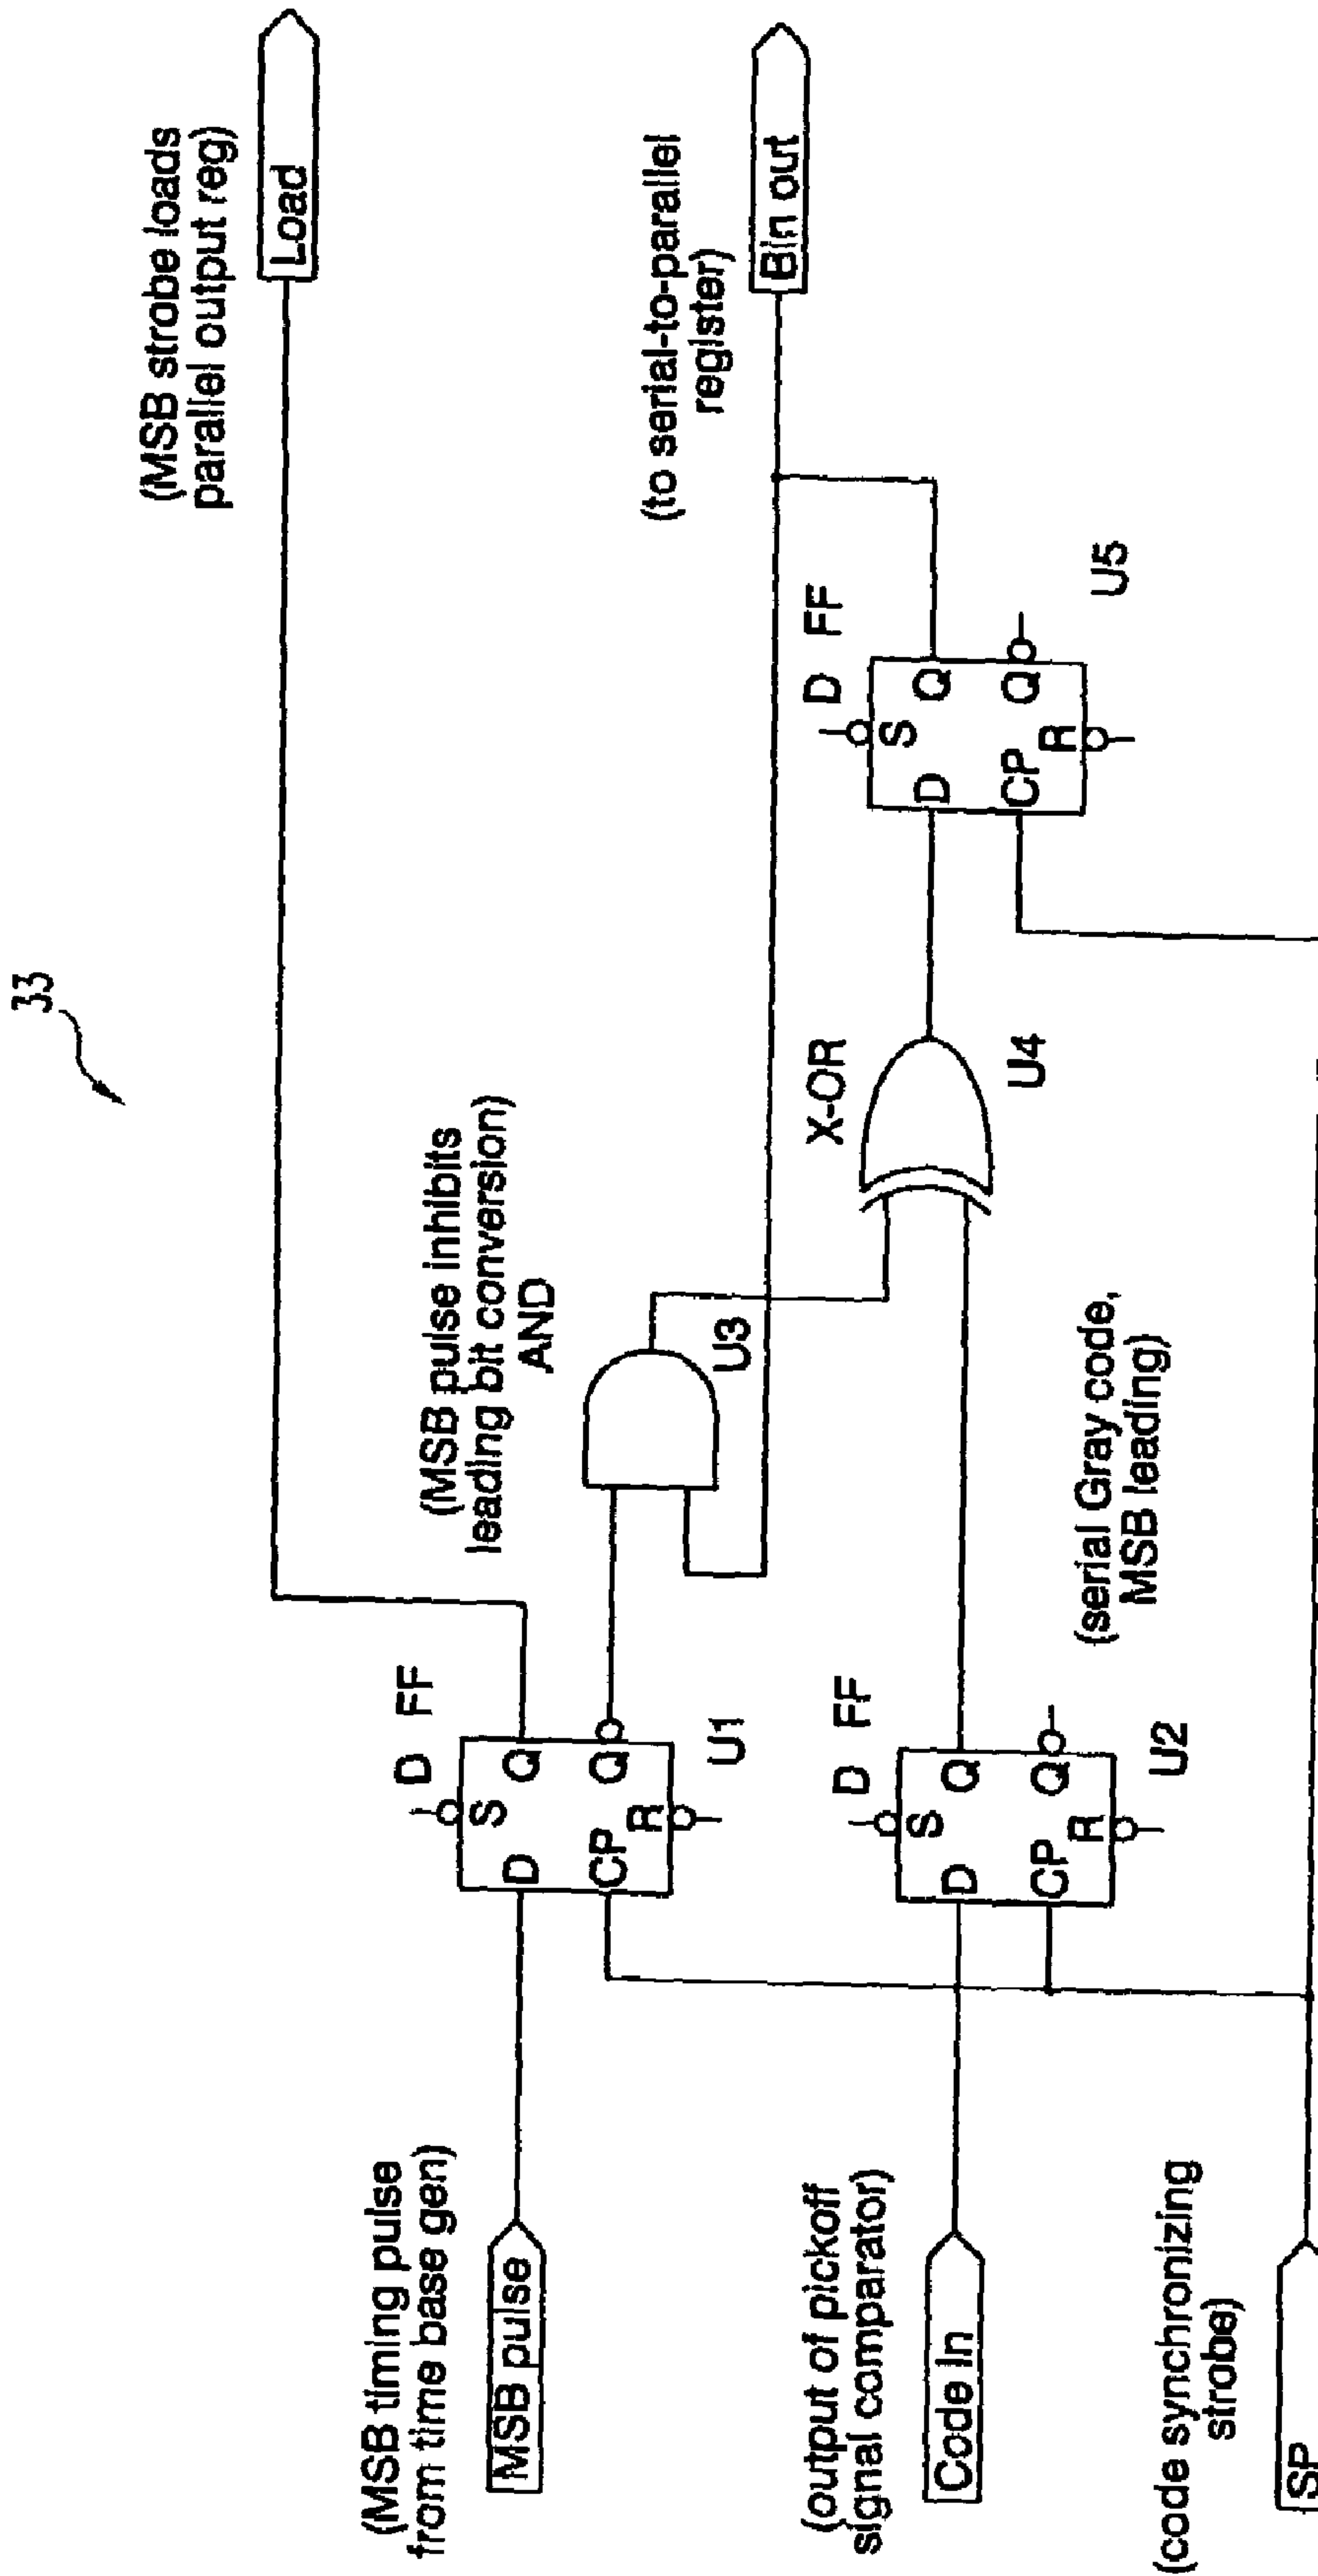 33
(MSB strobe loads
parallel output reg)
Load
(MSB timing pulse
from time base gen)
MSB pulse
D FF
S
D
Q
CP
Q
R
U1
(MSB pulse inhibits
leading bit conversion)
AND
U3
(to serial-to-parallel
register)
Bin out
(output of pickoff
signal comparator)
Code In
D FF
S
D
Q
CP
Q
R
U2
X-OR
U4
D FF
S
D
Q
CP
Q
R
U5
(serial Gray code,
MSB leading)
(code synchronizing
strobe)
SP